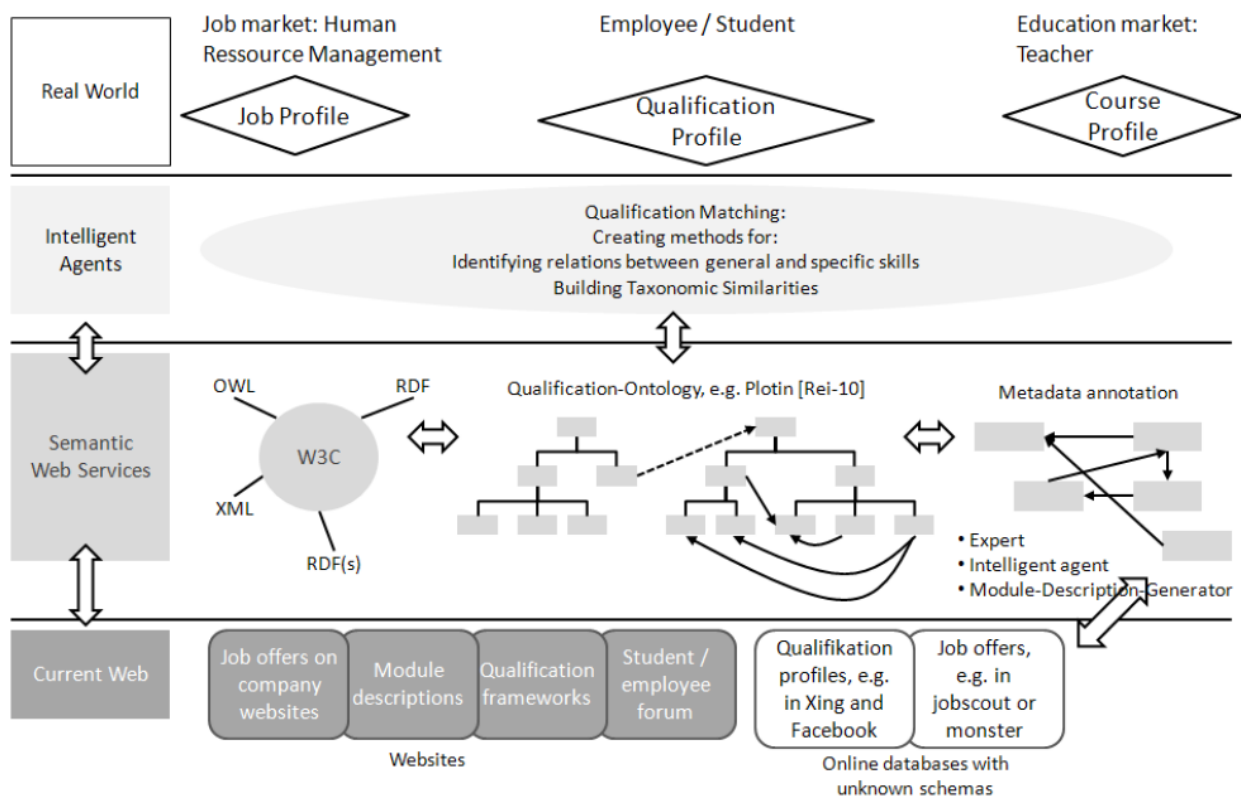 Job market: Human
Ressource Management
Employee / Student
Education market:
Teacher
Real World
Job Profile
Qualification
Profile
Course
Profile
Intelligent
Agents
Qualification Matching:
Creating methods for:
Identifying relations between general and specific skills
Building Taxonomic Similarities
Semantic
Web Services
OWL
RDF
W3C
XML
RDF(s)
Qualification-Ontology, e.g. Plotin [Rei-10]
Metadata annotation
• Expert
• Intelligent agent
• Module-Description-Generator
Current Web
Job offers on
company
websites
Module
descriptions
Qualification
frameworks
Student /
employee
forum
Websites
Qualifikation
profiles, e.g.
in Xing and
Facebook
Job offers,
e.g. in
jobscout or
monster
Online databases with
unknown schemas